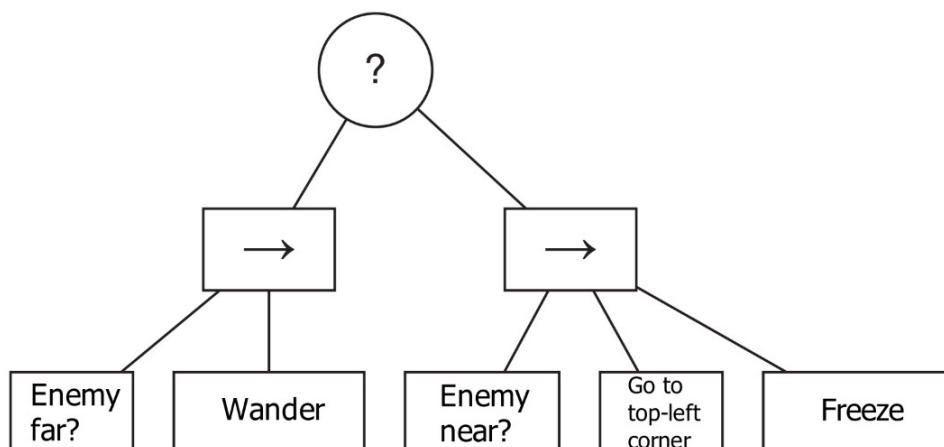 ?
→
→
Enemy
far?
Wander
Enemy
near?
Go to
top-left
corner
Freeze